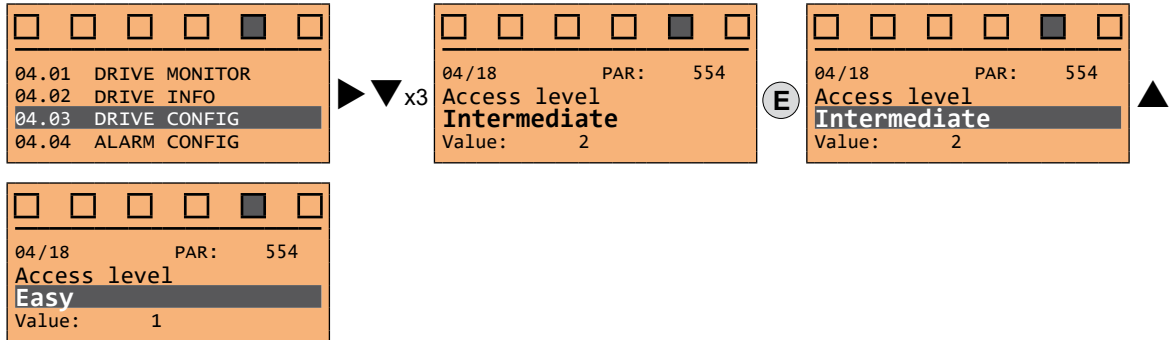 04.01 DRIVE MONITOR
04.02 DRIVE INFO
04.03 DRIVE CONFIG
04.04 ALARM CONFIG
x3
04/18 PAR: 554
Access level
Intermediate
Value: 2
E
04/18 PAR: 554
Access level
Intermediate
Value: 2
04/18 PAR: 554
Access level
Easy
Value: 1